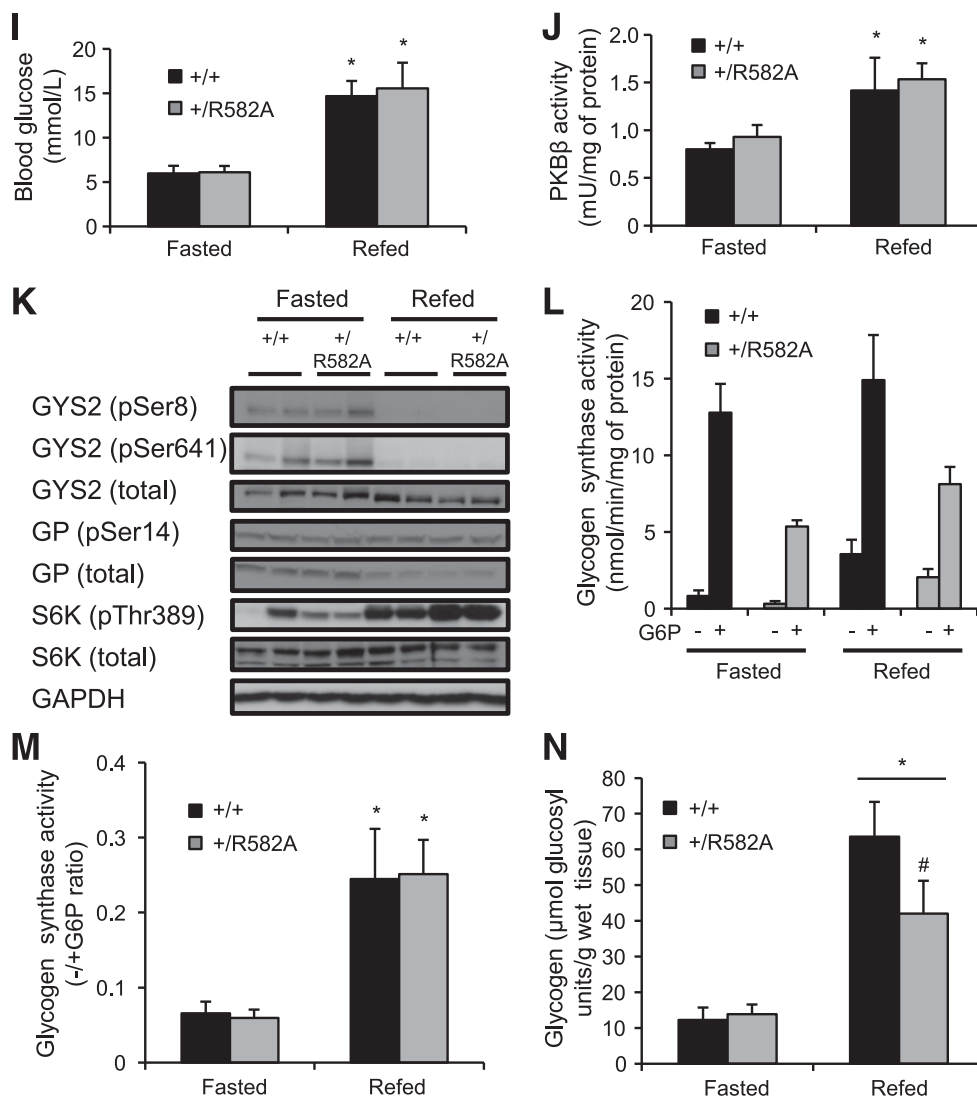 I
Blood glucose
(mmol/L)
20
15
10
5
0
+/+
+/R582A
* *
Fasted Refed
J
PKBβ activity
(mU/mg of protein)
2.0
1.5
1.0
0.5
0.0
+/+
+/R582A
* *
Fasted Refed
K
Fasted Refed
+/+ +/ +/+ +/
R582A R582A
GYS2 (pSer8)
GYS2 (pSer641)
GYS2 (total)
GP (pSer14)
GP (total)
S6K (pThr389)
S6K (total)
GAPDH
L
Glycogen synthase activity
(nmol/min/mg of protein)
20
15
10
5
0
+/+
+/R582A
G6P - + - + - + - +
Fasted Refed
M
Glycogen synthase activity
(-/+G6P ratio)
0.4
0.3
0.2
0.1
0
+/+
+/R582A
* *
Fasted Refed
N
Glycogen (μmol glucosyl
units/g wet tissue)
80
70
60
50
40
30
20
10
0
+/+
+/R582A
*
#
Fasted Refed